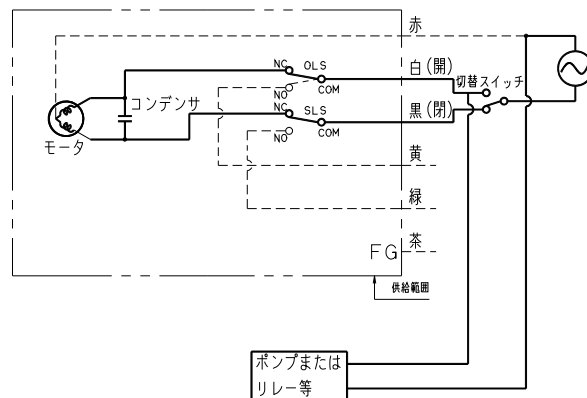 赤
NC OLS
白(開)
切替スイッチ
NO COM
コンデンサ
NC SLS
黒(閉)
モータ
NO COM
黄
緑
茶
FG
供給範囲
ポンプまたは
リレー等